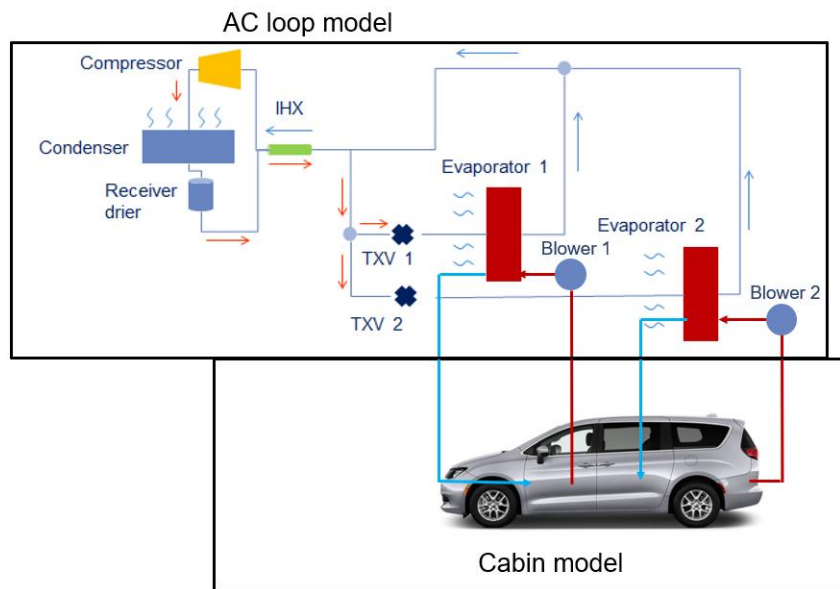 AC loop model
Compressor
IHX
Condenser
Receiver
drier
Evaporator 1
Evaporator 2
Blower 1
TXV 1
Blower 2
TXV 2
Cabin model